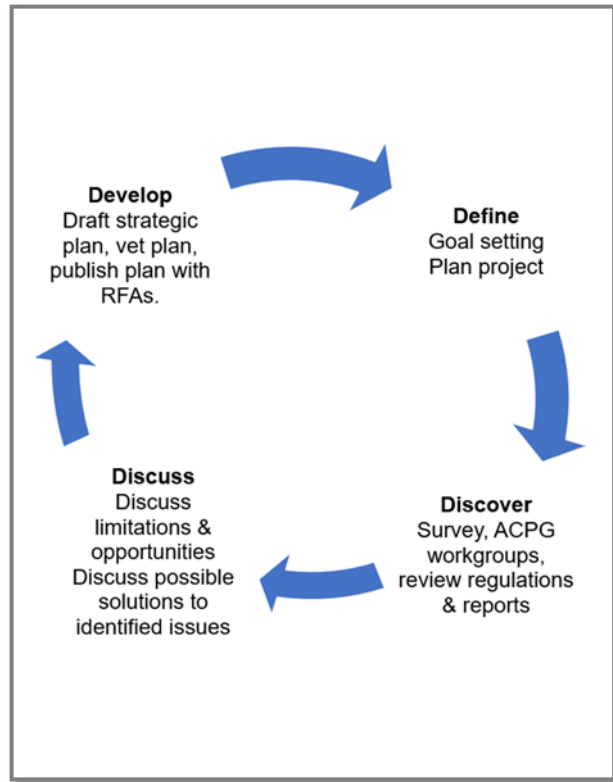 Develop
Draft strategic
plan, vet plan,
publish plan with
RFAs.
Define
Goal setting
Plan project
Discover
Survey, ACPG
workgroups,
review regulations
& reports
Discuss
Discuss
limitations &
opportunities
Discuss possible
solutions to
identified issues